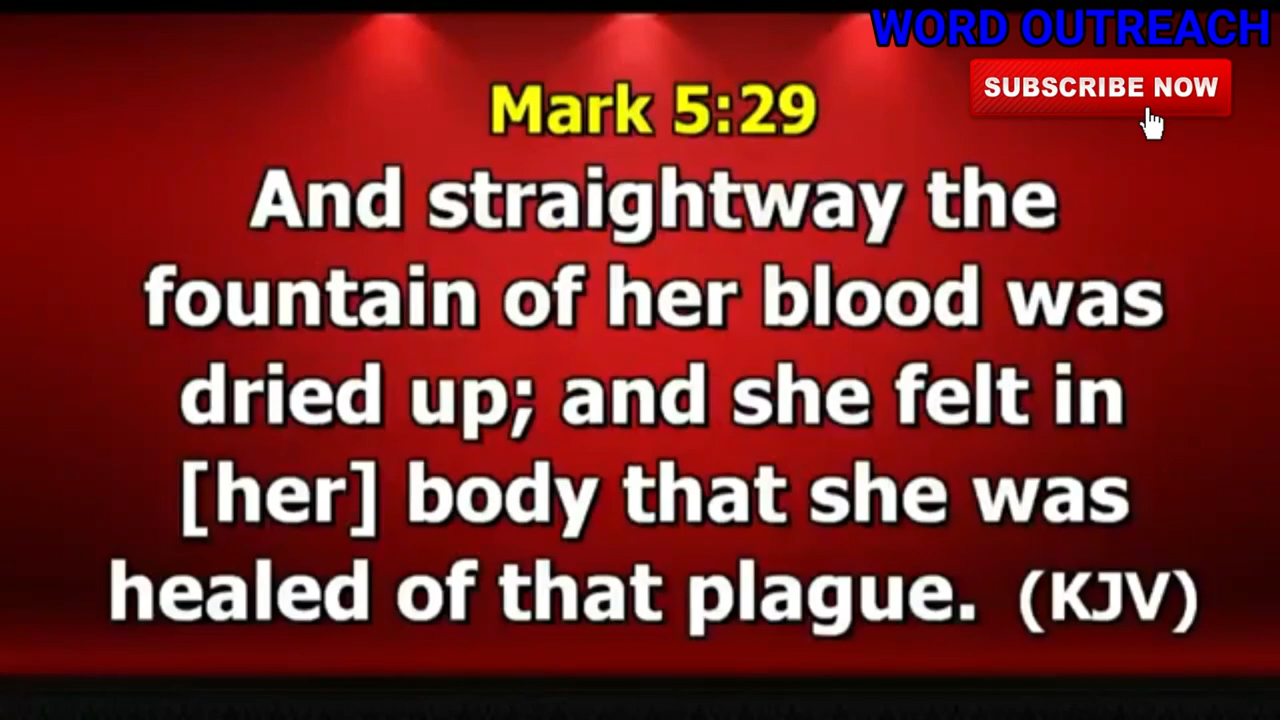 WORD OUTREACH
SUBSCRIBE NOW
Mark 5:29
And straightway the
fountain of her blood was
dried up; and she felt in
[her] body that she was
healed of that plague. (KJV)